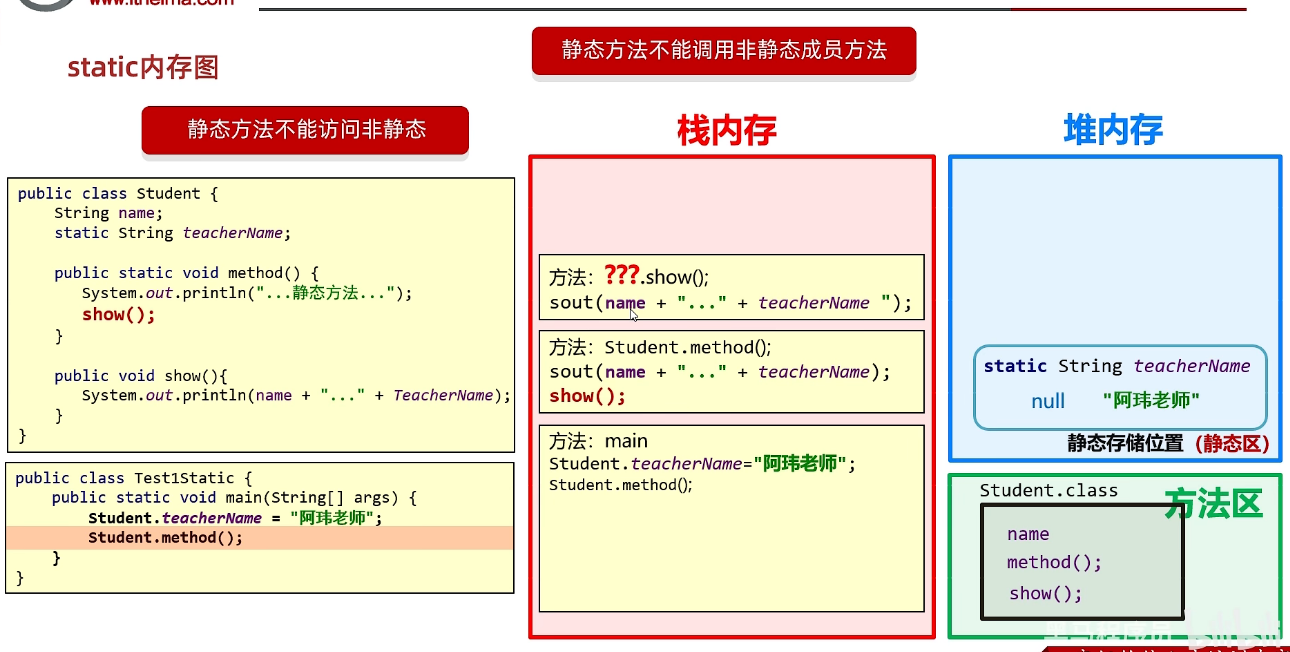 www.itheima.com
static内存图
静态方法不能调用非静态成员方法
静态方法不能访问非静态
public class Student {
String name;
static String teacherName;
public static void method() {
System.out.println("...静态方法...");
show();
}
public void show(){
System.out.println(name + "..." + TeacherName);
}
}
public class Test1Static {
public static void main(String[] args) {
Student.teacherName = "阿玮老师";
Student.method();
}
}
栈内存
方法：???.show();
sout(name + "..." + teacherName ");
方法：Student.method();
sout(name + "..." + teacherName);
show();
方法：main
Student.teacherName="阿玮老师";
Student.method();
堆内存
static String teacherName
null "阿玮老师"
静态存储位置（静态区）
Student.class
方法区
name
method();
show();